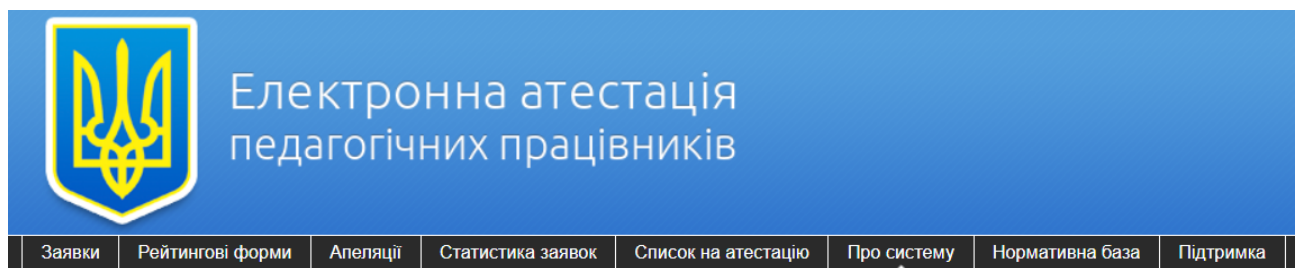 Електронна атестація
педагогічних працівників
Заявки Рейтингові форми Апеляції Статистика заявок Список на атестацію Про систему Нормативна база Підтримка